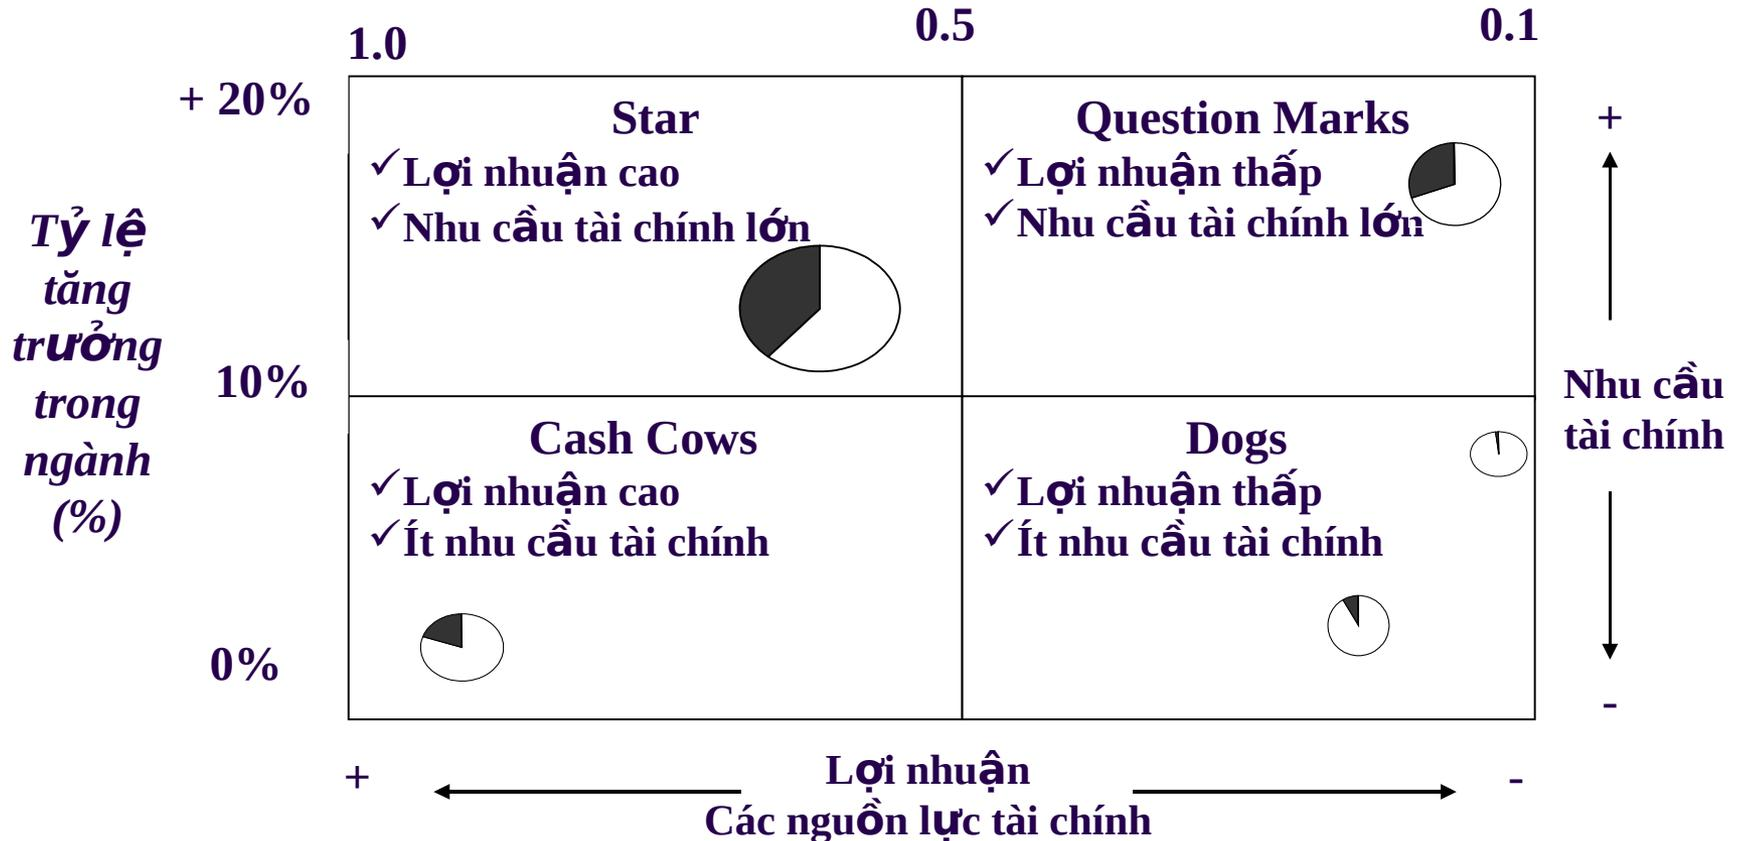 1.0
0.5
0.1
+ 20%
Star
Lợi nhuận cao
Nhu cầu tài chính lớn
Question Marks
Lợi nhuận thấp
Nhu cầu tài chính lớn
+
Tỷ lệ
tăng
trưởng
trong
ngành
(%)
10%
Cash Cows
Lợi nhuận cao
Ít nhu cầu tài chính
Dogs
Lợi nhuận thấp
Ít nhu cầu tài chính
Nhu cầu
tài chính
0%
-
+
Lợi nhuận
Các nguồn lực tài chính
-